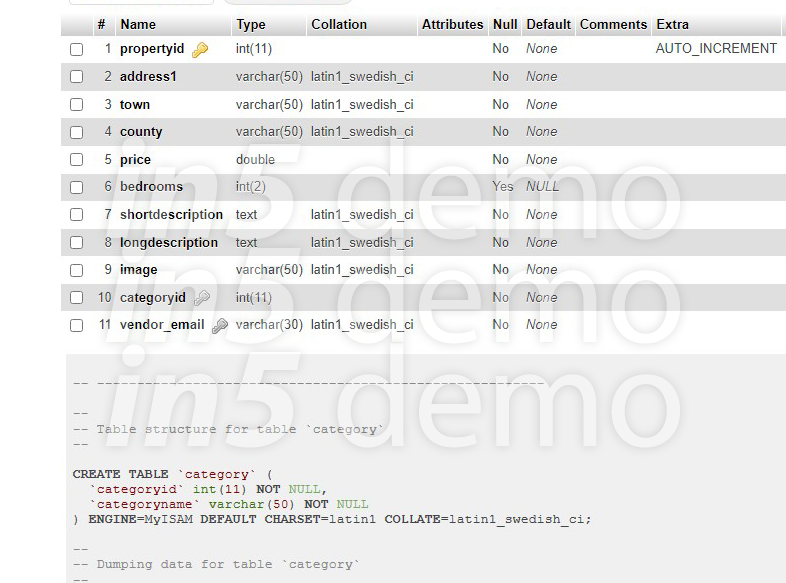 # Name Type Collation Attributes Null Default Comments Extra
1 propertyid int(11) No None AUTO_INCREMENT
2 address1 varchar(50) latin1_swedish_ci No None
3 town varchar(50) latin1_swedish_ci No None
4 county varchar(50) latin1_swedish_ci No None
5 price double No None
6 bedrooms int(2) Yes NULL
7 shortdescription text latin1_swedish_ci No None
8 longdescription text latin1_swedish_ci No None
9 image varchar(50) latin1_swedish_ci No None
10 categoryid int(11) No None
11 vendor_email varchar(30) latin1_swedish_ci No None
in5 demo
in5 demo
in5 demo
-- --------------------------------------------------------
--
-- Table structure for table `category`
--
CREATE TABLE `category` (
`categoryid` int(11) NOT NULL,
`categoryname` varchar(50) NOT NULL
) ENGINE=MyISAM DEFAULT CHARSET=latin1 COLLATE=latin1_swedish_ci;
--
-- Dumping data for table `category`
--